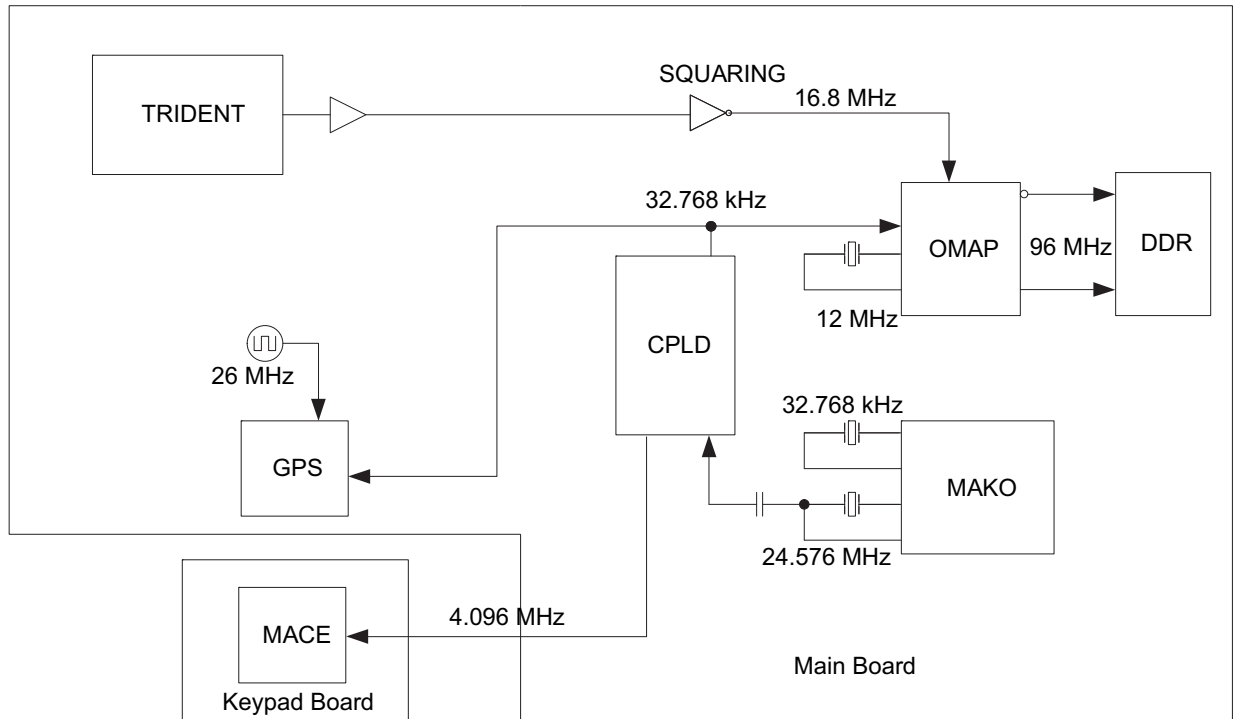 SQUARING
TRIDENT
16.8 MHz
32.768 kHz
OMAP
96 MHz
DDR
12 MHz
CPLD
26 MHz
GPS
32.768 kHz
MAKO
24.576 MHz
4.096 MHz
MACE
Main Board
Keypad Board